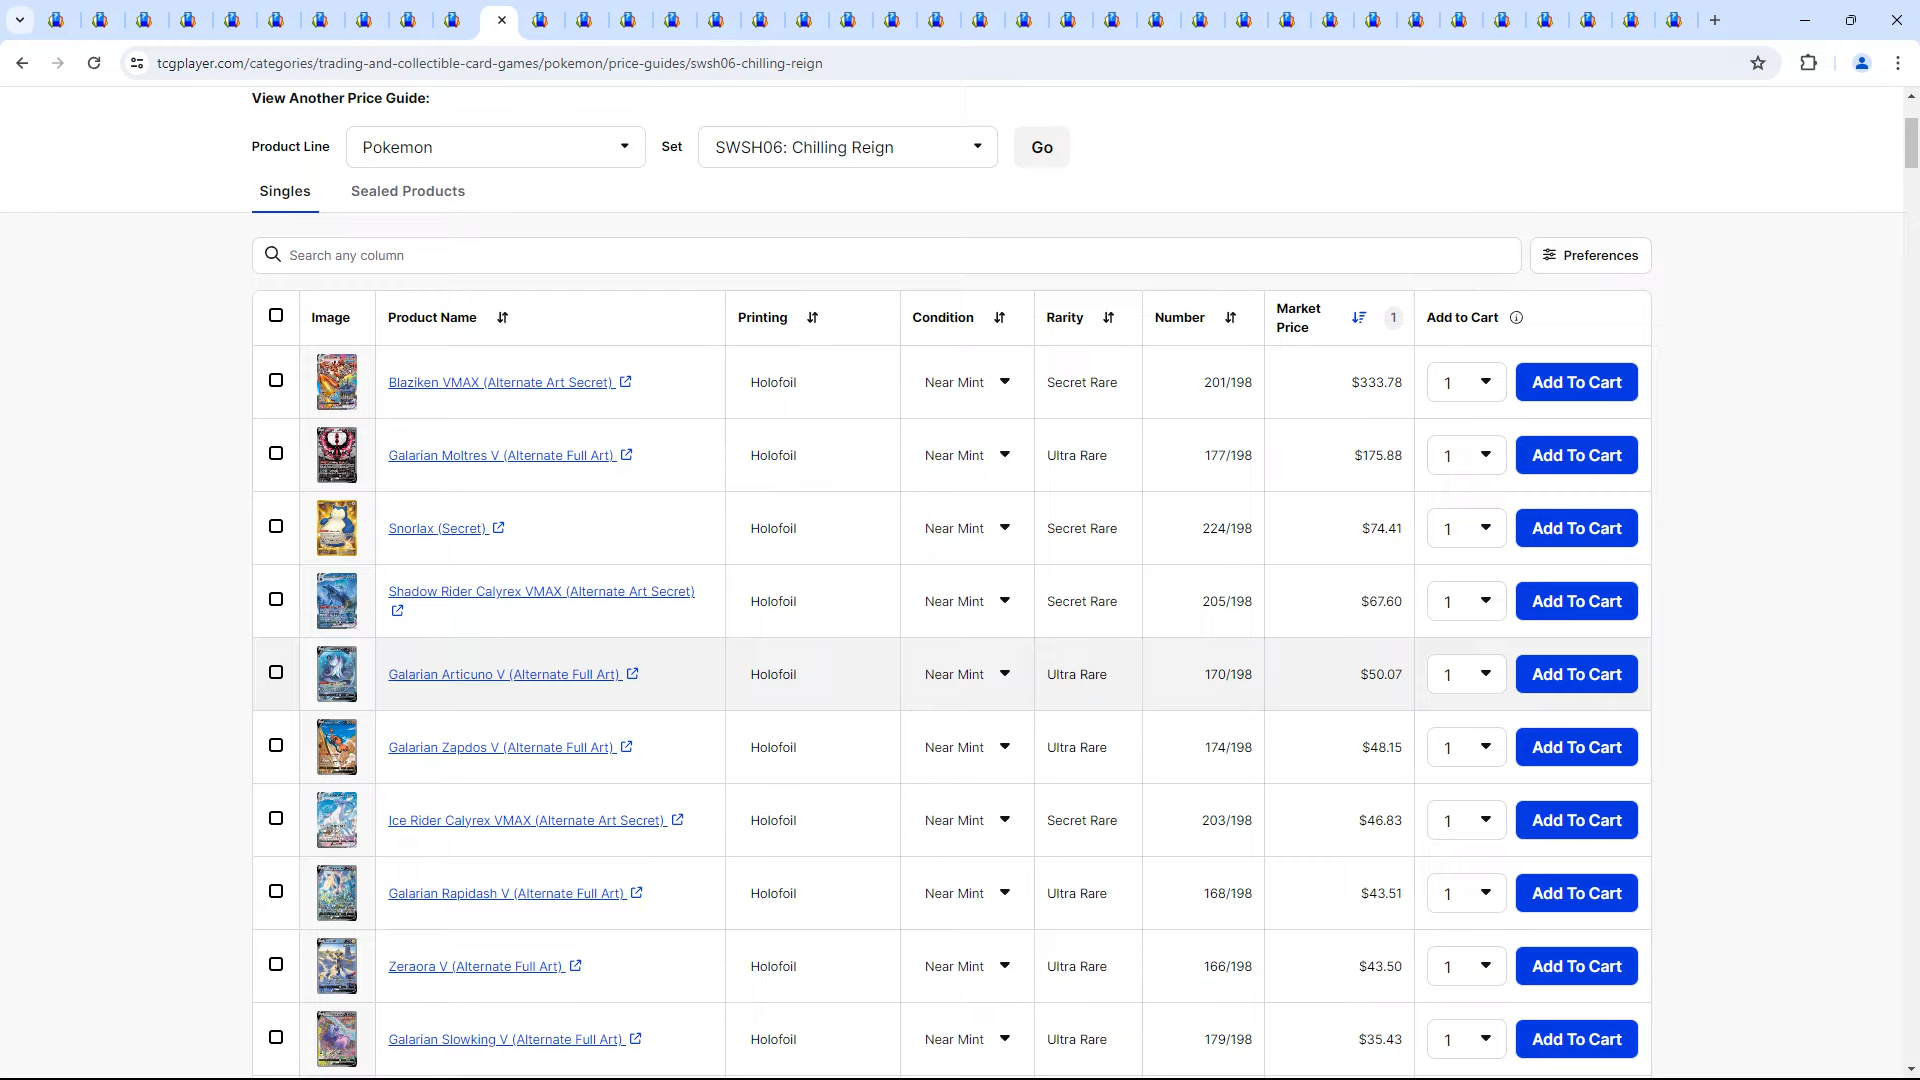 tcgplayer.com/categories/trading-and-collectible-card-games/pokemon/price-guides/swsh06-chilling-reign
View Another Price Guide:
Product Line Pokemon Set SWSH06: Chilling Reign Go
Singles Sealed Products
Search any column Preferences
Image Product Name Printing Condition Rarity Number Market Price 1 Add to Cart
Blaziken VMAX (Alternate Art Secret) Holofoil Near Mint Secret Rare 201/198 $333.78 1 Add To Cart
Galarian Moltres V (Alternate Full Art) Holofoil Near Mint Ultra Rare 177/198 $175.88 1 Add To Cart
Snorlax (Secret) Holofoil Near Mint Secret Rare 224/198 $74.41 1 Add To Cart
Shadow Rider Calyrex VMAX (Alternate Art Secret) Holofoil Near Mint Secret Rare 205/198 $67.60 1 Add To Cart
Galarian Articuno V (Alternate Full Art) Holofoil Near Mint Ultra Rare 170/198 $50.07 1 Add To Cart
Galarian Zapdos V (Alternate Full Art) Holofoil Near Mint Ultra Rare 174/198 $48.15 1 Add To Cart
Ice Rider Calyrex VMAX (Alternate Art Secret) Holofoil Near Mint Secret Rare 203/198 $46.83 1 Add To Cart
Galarian Rapidash V (Alternate Full Art) Holofoil Near Mint Ultra Rare 168/198 $43.51 1 Add To Cart
Zeraora V (Alternate Full Art) Holofoil Near Mint Ultra Rare 166/198 $43.50 1 Add To Cart
Galarian Slowking V (Alternate Full Art) Holofoil Near Mint Ultra Rare 179/198 $35.43 1 Add To Cart